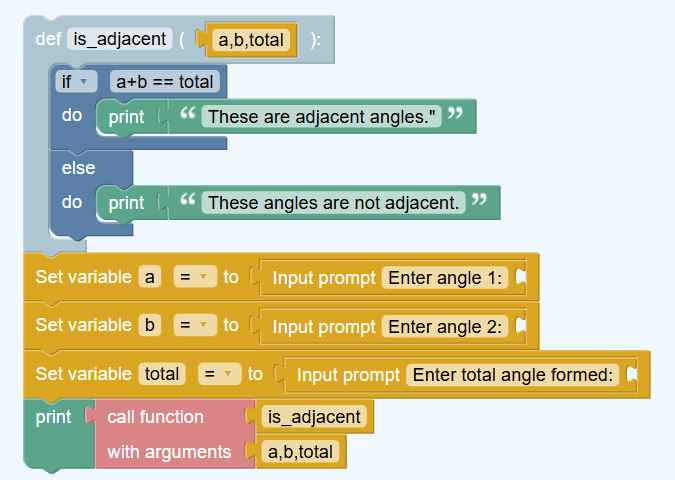 def is_adjacent ( a,b,total ):
if a+b == total
do print “ These are adjacent angles." ”
else
do print “ These angles are not adjacent. ”
Set variable a = to Input prompt Enter angle 1:
Set variable b = to Input prompt Enter angle 2:
Set variable total = to Input prompt Enter total angle formed:
print call function is_adjacent
with arguments a,b,total